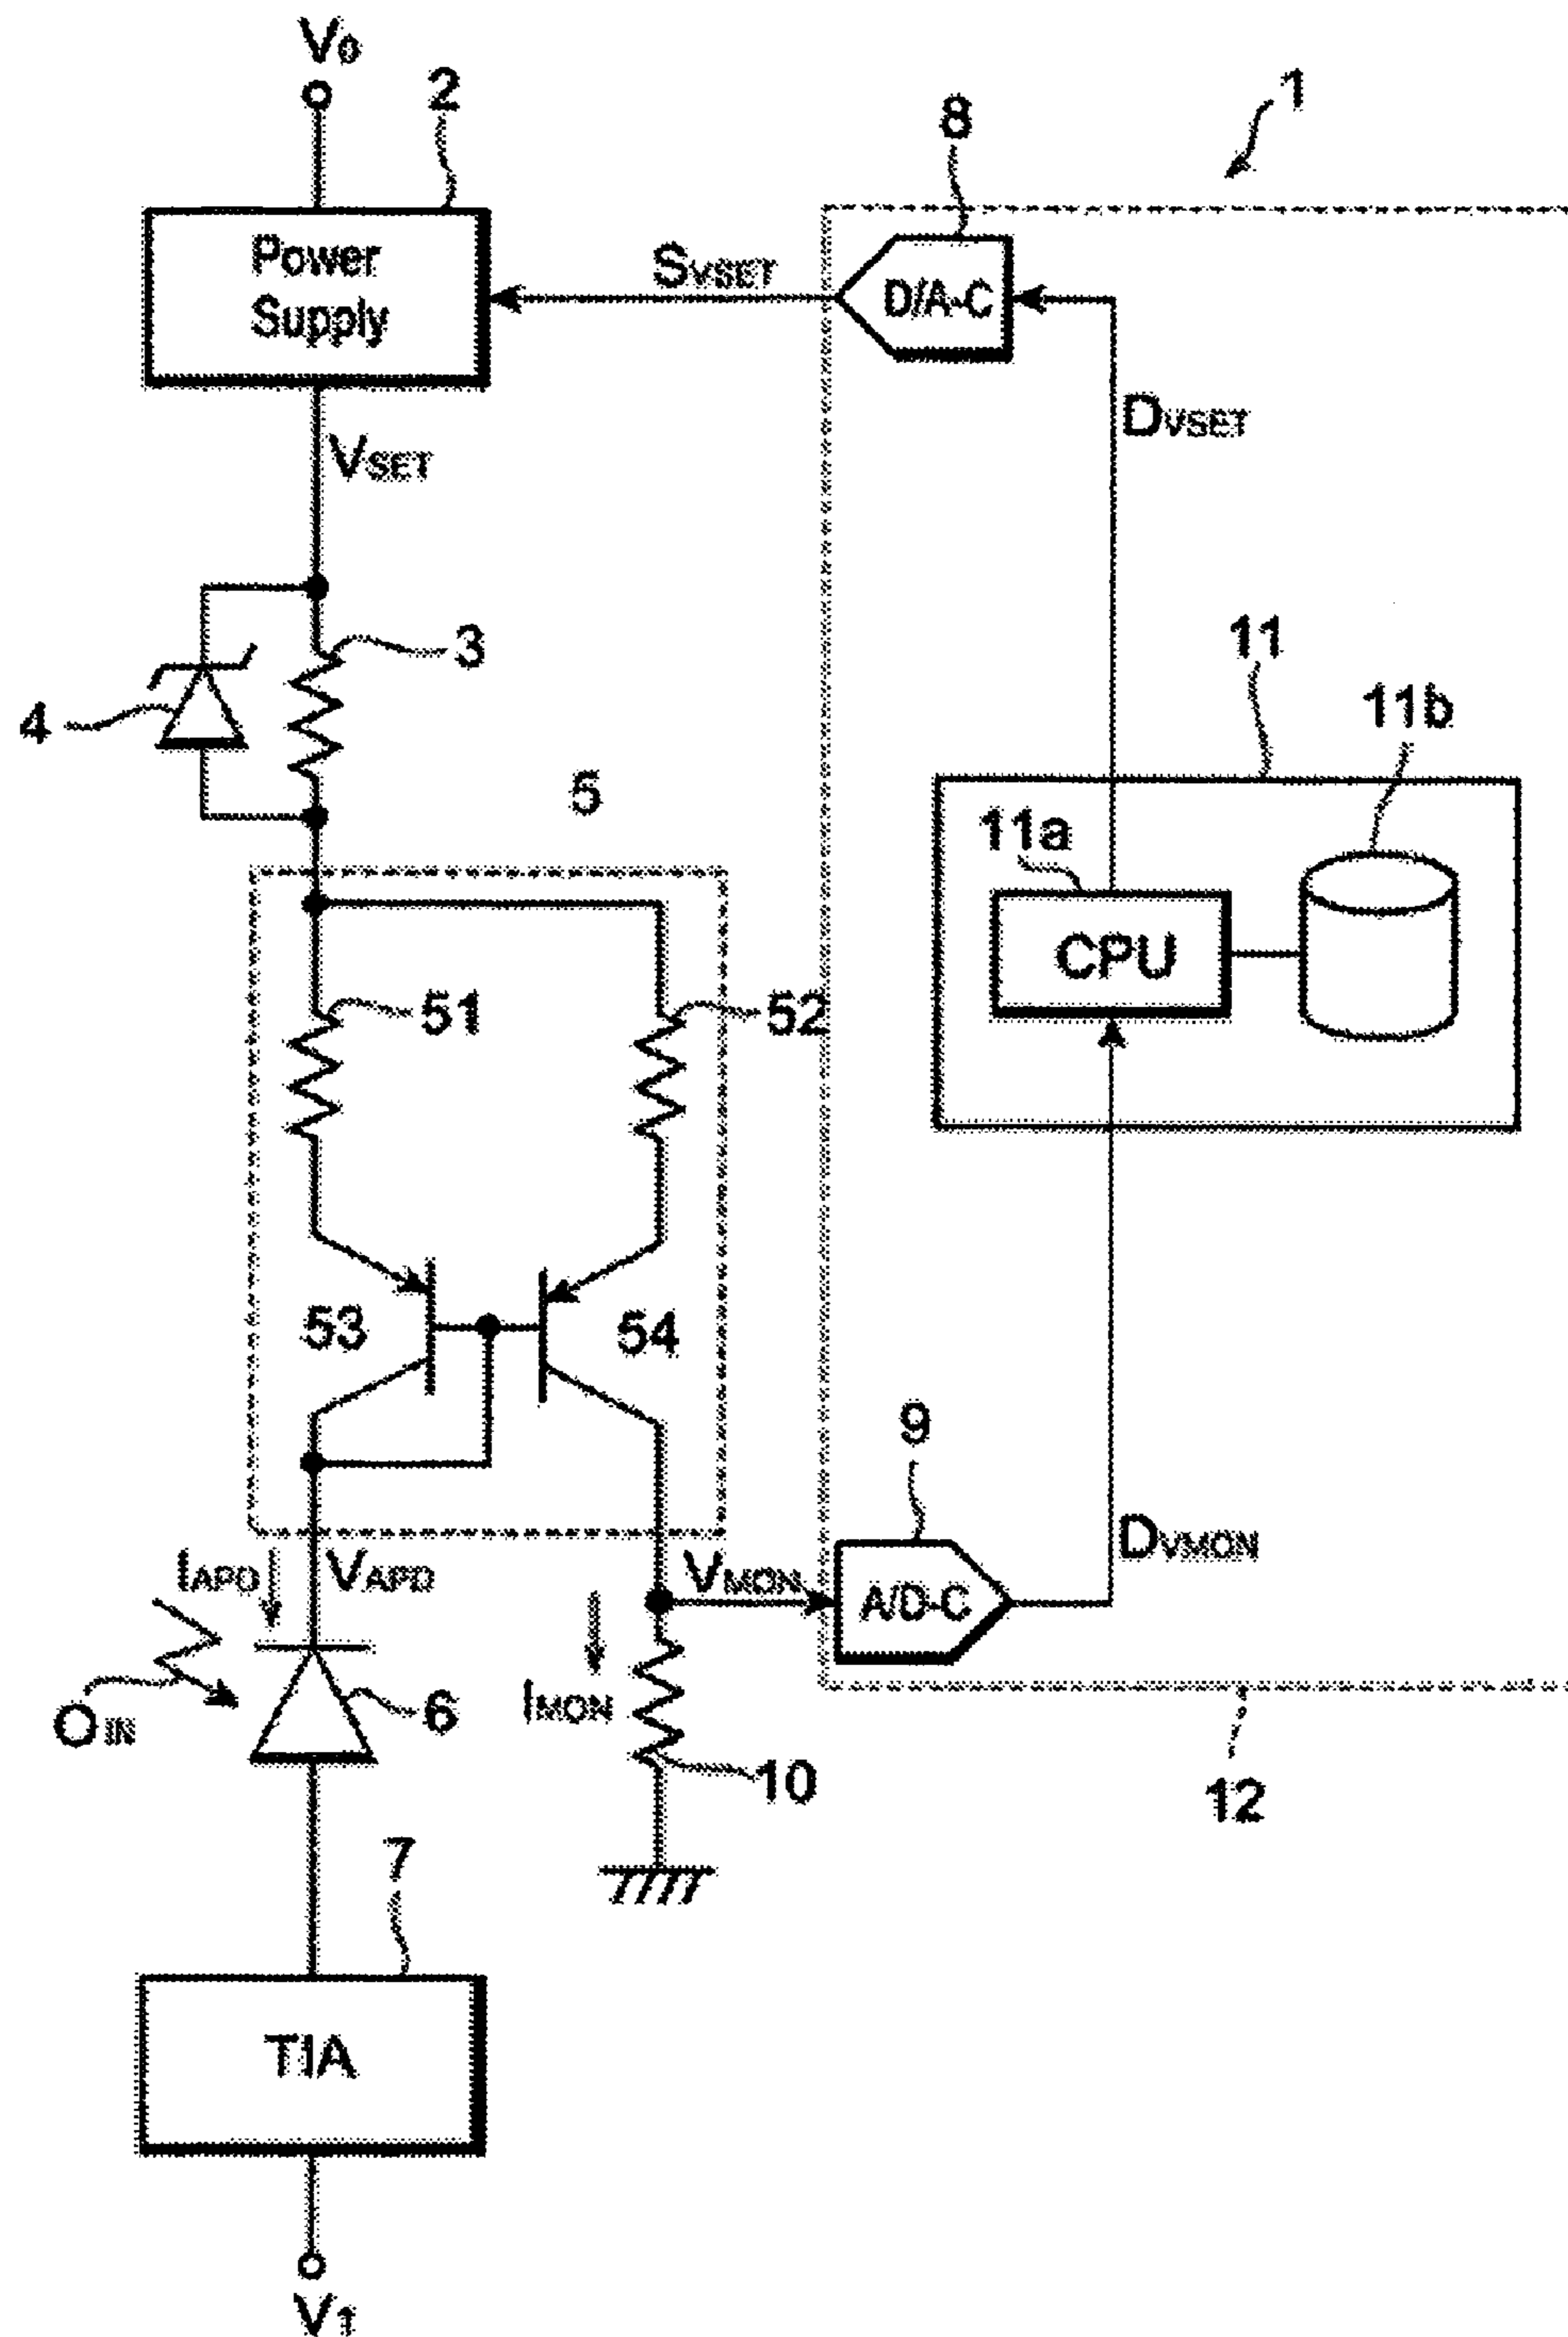 V0
2
8
1
Power
Supply
SVSET
D/A-C
DVSET
VSET
3
4
11
11b
5
11a
CPU
51
52
53
54
9
IAPD
VAPD
VMON
A/D-C
DVMON
OIN
6
IMON
10
12
7
TIA
V1